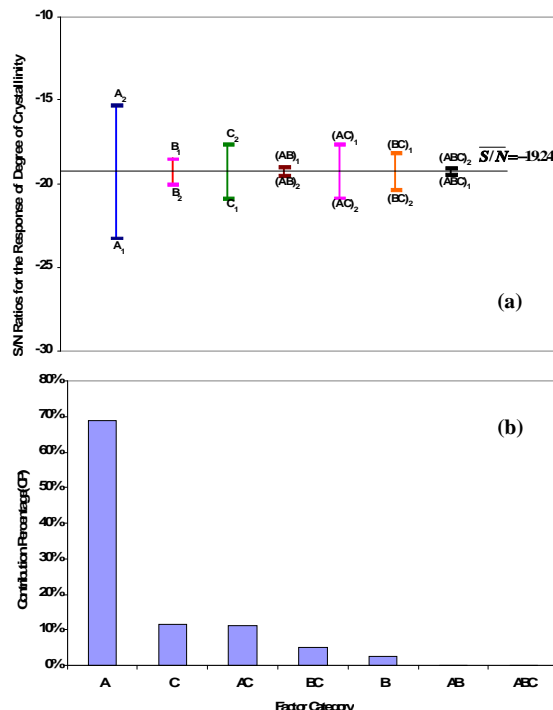 -10
-15
-20
-25
-30
S/N Ratios for the Response of Degree of Crystallinity
A2
A1
B1
B2
C2
C1
(AB)1
(AB)2
(AC)1
(AC)2
(BC)1
(BC)2
(ABC)2
(ABC)1
S/N=-19.24
(a)
80%
70%
60%
50%
40%
30%
20%
10%
0%
Contribution Percentage(CP)
(b)
A C AC BC B AB ABC
Factor Category